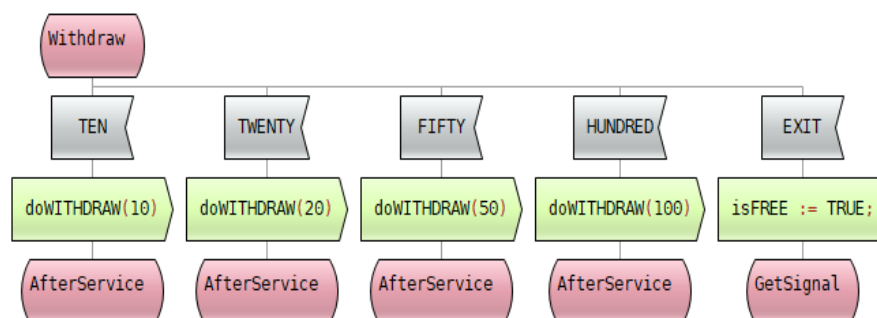 Withdraw
TEN TWENTY FIFTY HUNDRED EXIT
doWITHDRAW(10) doWITHDRAW(20) doWITHDRAW(50) doWITHDRAW(100) isFREE := TRUE;
AfterService AfterService AfterService AfterService GetSignal